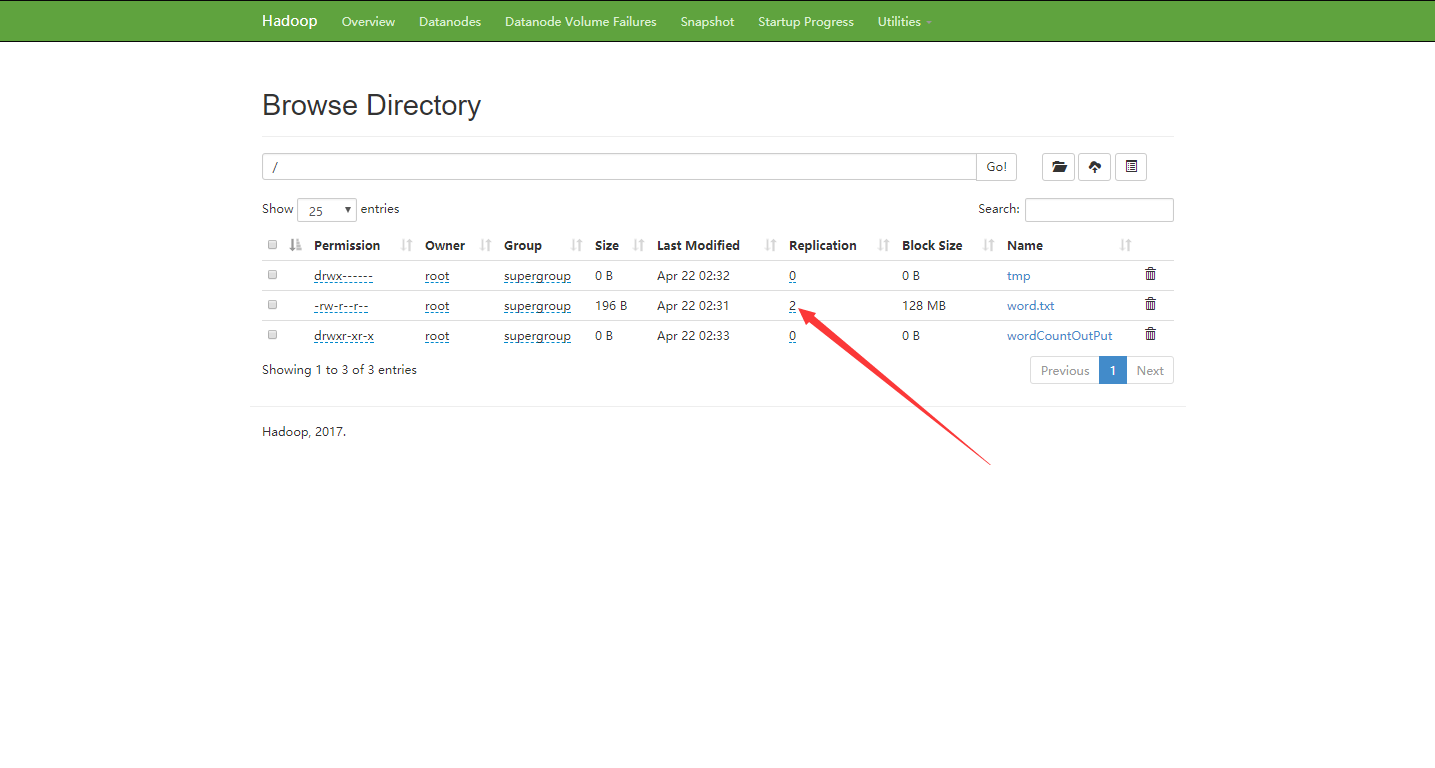 Hadoop Overview Datanodes Datanode Volume Failures Snapshot Startup Progress Utilities
Browse Directory
/ Go!
Show 25 entries Search:
Permission Owner Group Size Last Modified Replication Block Size Name
drwx------ root supergroup 0 B Apr 22 02:32 0 0 B tmp
-rw-r--r-- root supergroup 196 B Apr 22 02:31 2 128 MB word.txt
drwxr-xr-x root supergroup 0 B Apr 22 02:33 0 0 B wordCountOutPut
Showing 1 to 3 of 3 entries Previous 1 Next
Hadoop, 2017.